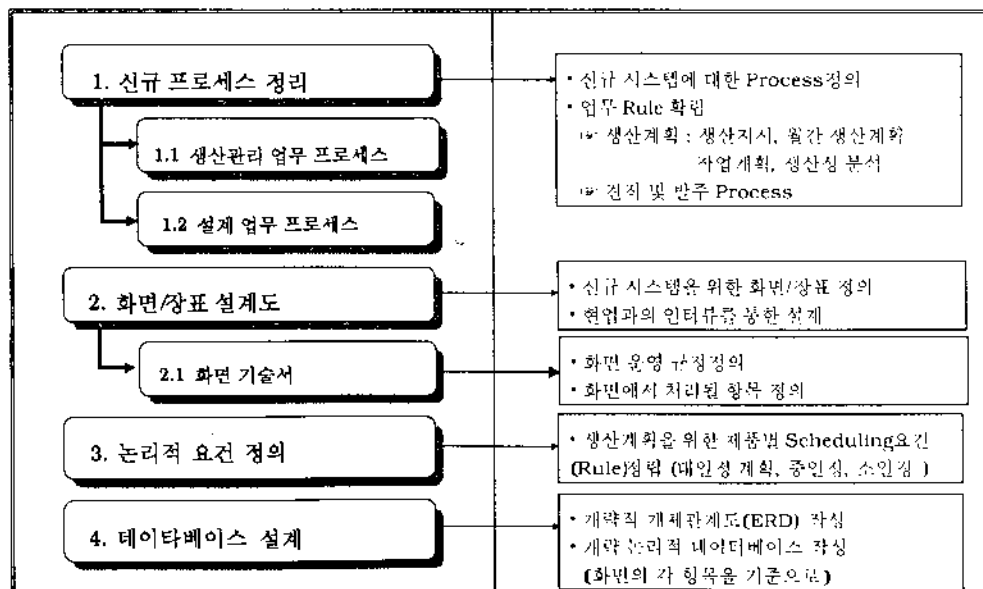 1. 신규 프로세스 정리
• 신규 시스템에 대한 Process정의
• 업무 Rule 확립
☞ 생산계획 : 생산지시, 월간 생산계획
작업계획, 생산성 분석
☞ 견적 및 발주 Process
1.1 생산관리 업무 프로세스
1.2 설계 업무 프로세스
2. 화면/장표 설계도
• 신규 시스템을 위한 화면/장표 정의
• 현업과의 인터뷰를 통한 설계
2.1 화면 기술서
• 화면 운영 규정정의
• 화면에서 처리될 항목 정의
3. 논리적 요건 정의
• 생산계획을 위한 제품별 Scheduling요건
(Rule)정립 (대일정 계획, 중일정, 소일정 )
4. 데이타베이스 설계
• 개략적 개체관계도(ERD) 작성
• 개략 논리적 데이터베이스 작성
(화면의 각 항목을 기준으로)